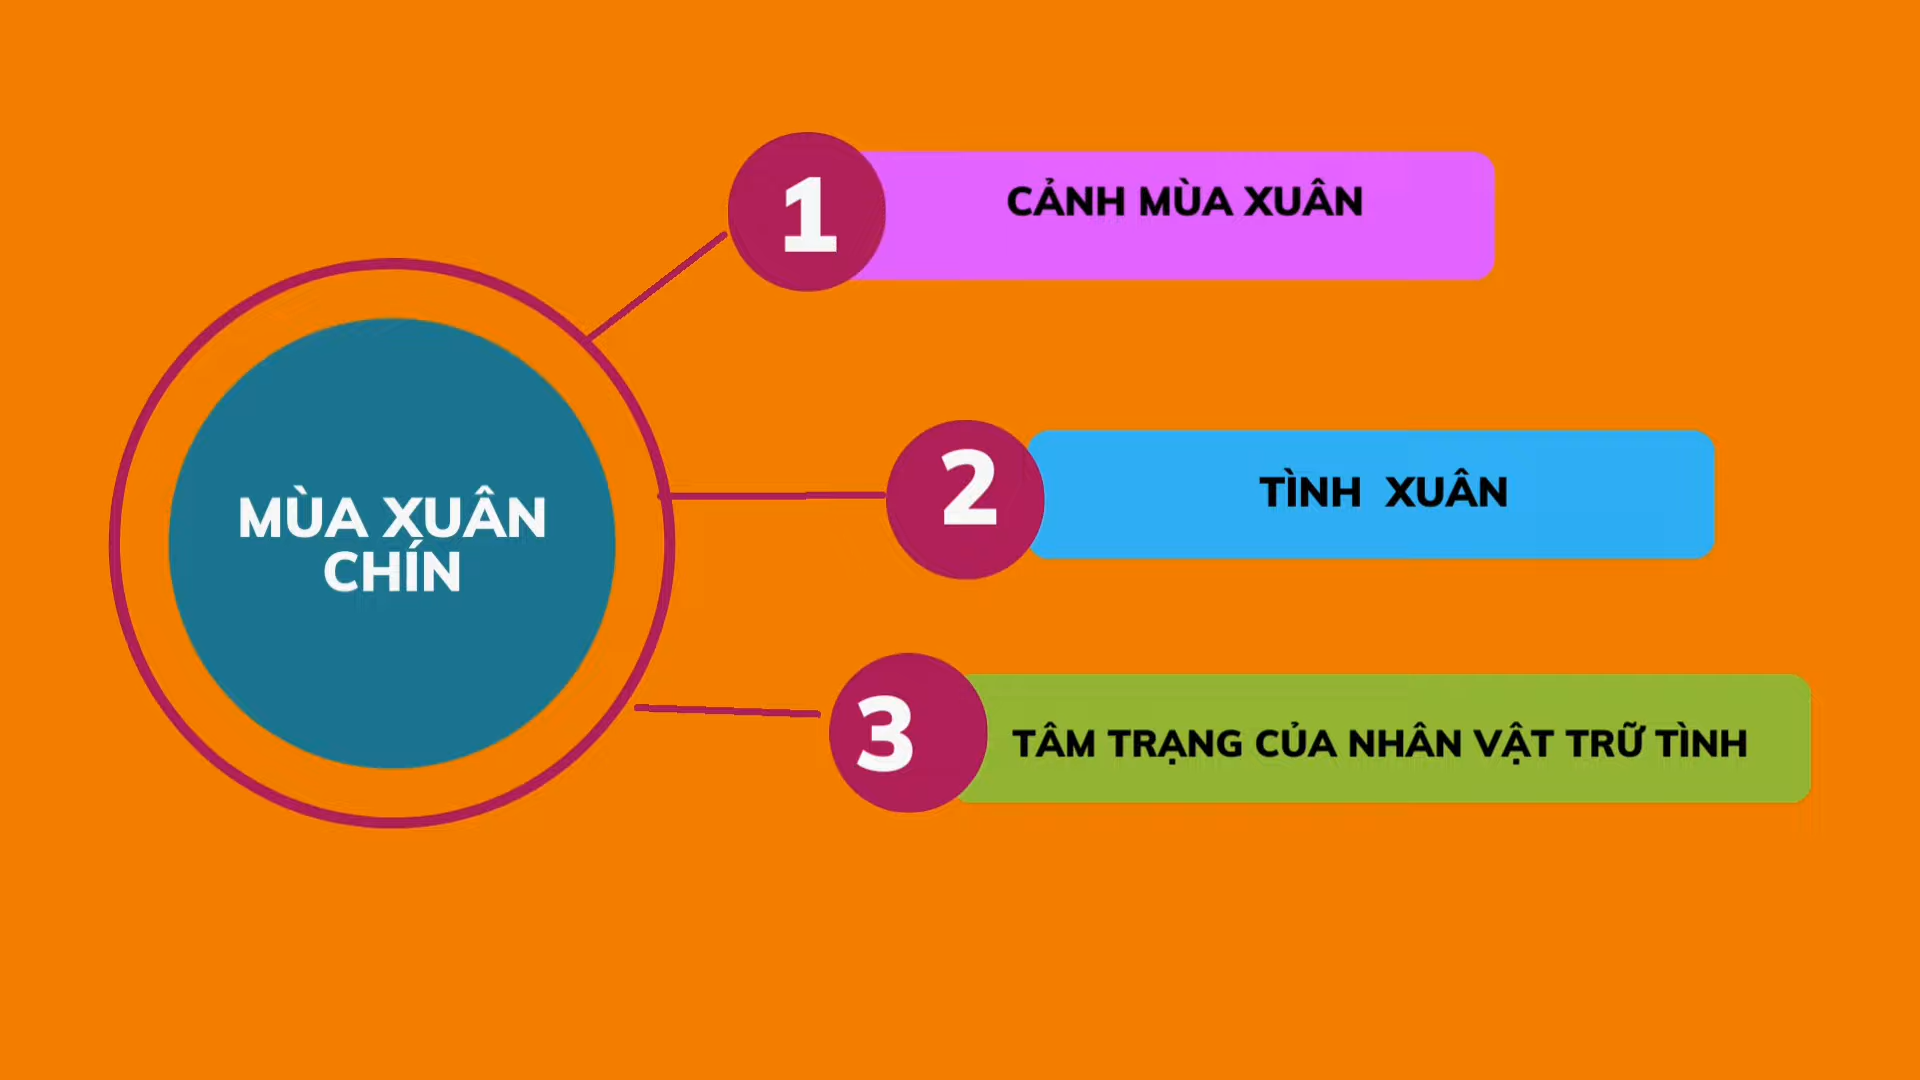 MÙA XUÂN
CHÍN
1
CẢNH MÙA XUÂN
2
TÌNH  XUÂN
3
TÂM TRẠNG CỦA NHÂN VẬT TRỮ TÌNH